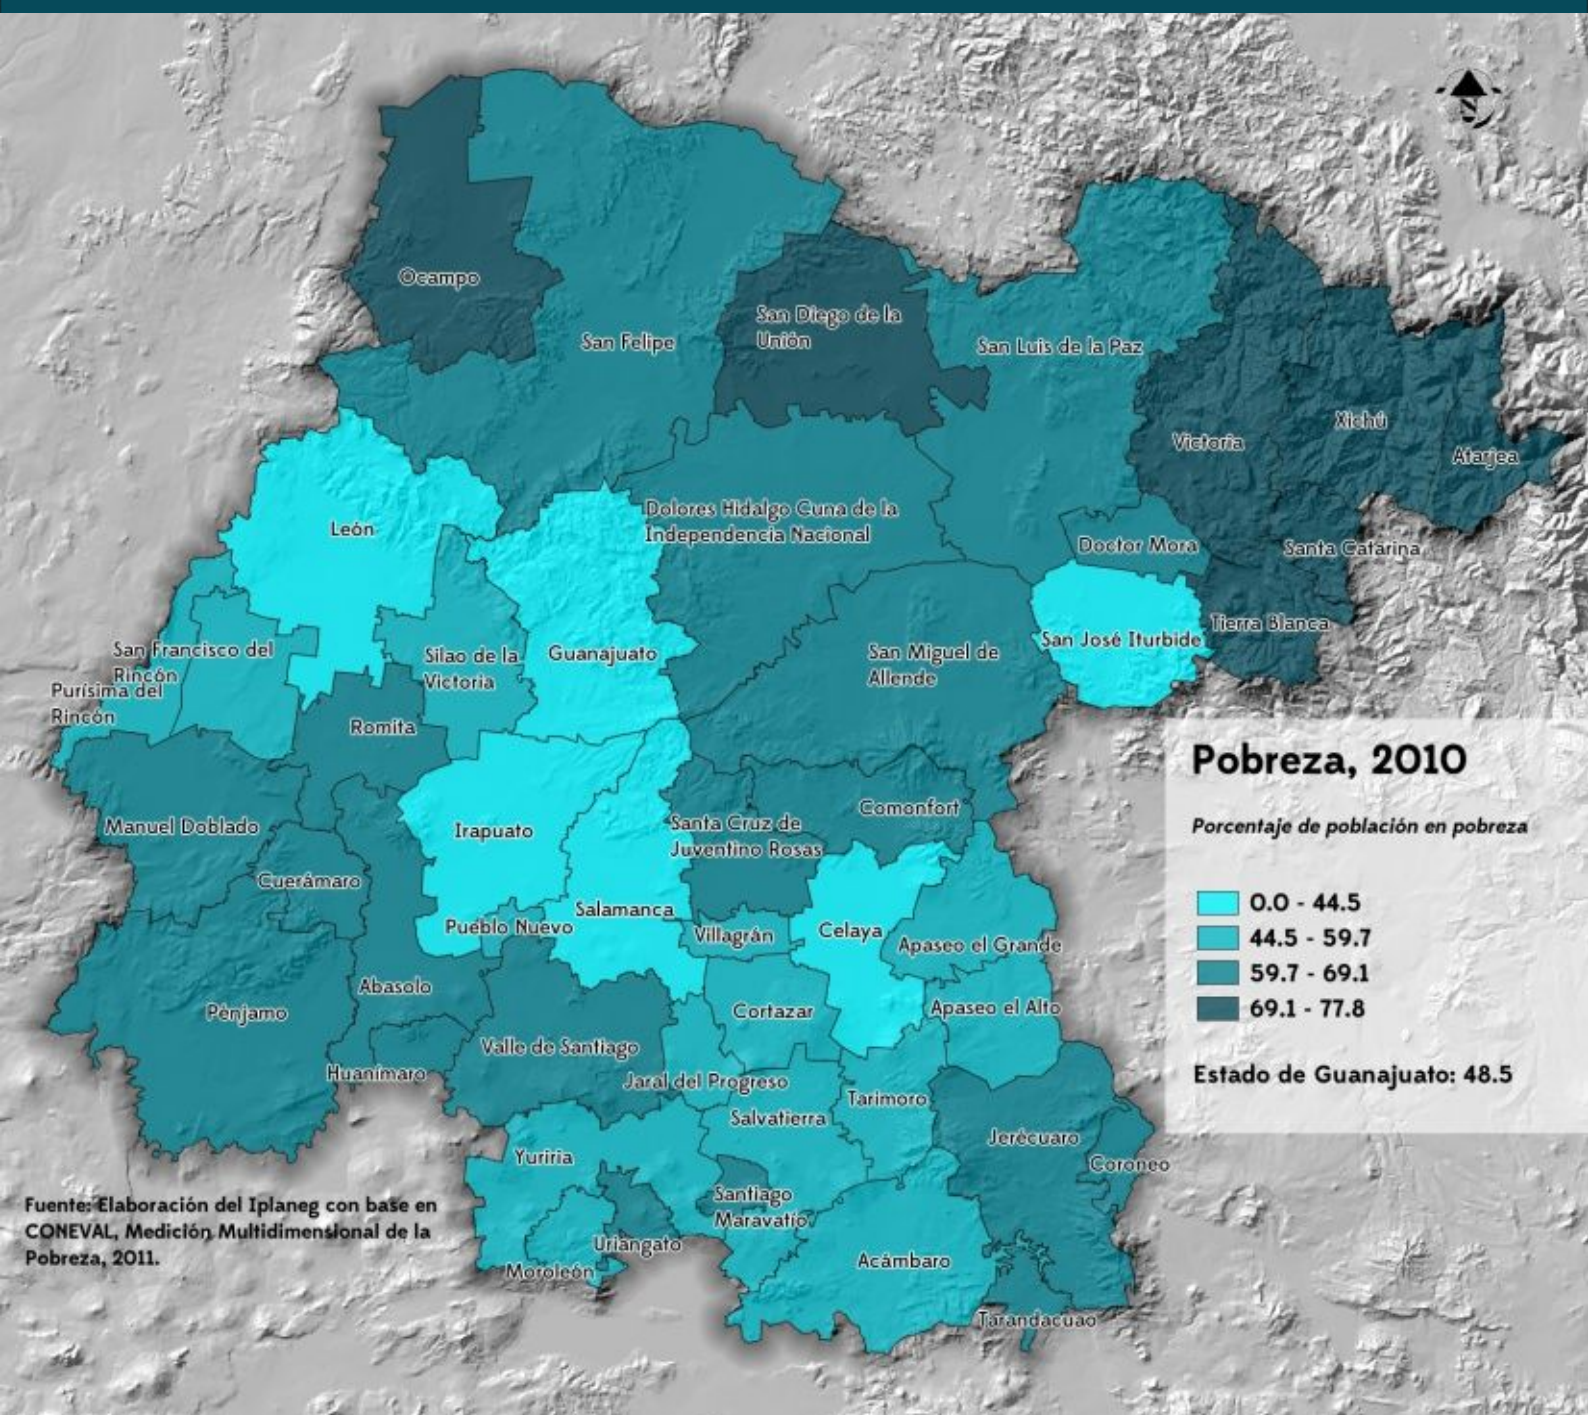 Ocampo
San Felipe
San Diego de la
Unión
San Luis de la Paz
Victoria
Xichú
Atarjea
León
Dolores Hidalgo Cuna de la
Independencia Nacional
Doctor Mora
Santa Catarina
Tierra Blanca
San José Iturbide
San Francisco del
Rincón
Purísima del
Rincón
Silao de la
Victoria
Guanajuato
San Miguel de
Allende
Romita
Manuel Doblado
Irapuato
Santa Cruz de
Juventino Rosas
Comonfort
Cuerámaro
Salamanca
Pueblo Nuevo
Villagrán
Celaya
Apaseo el Grande
Abasolo
Pénjamo
Cortazar
Apaseo el Alto
Valle de Santiago
Huanímaro
Jaral del Progreso
Salvatierra
Tarimoro
Jerécuaro
Coroneo
Yuriria
Santiago
Maravatío
Uriangato
Moroleón
Acámbaro
Tarandacuao
Pobreza, 2010
Porcentaje de población en pobreza
0.0 - 44.5
44.5 - 59.7
59.7 - 69.1
69.1 - 77.8
Estado de Guanajuato: 48.5
Fuente: Elaboración del Iplaneg con base en
CONEVAL, Medición Multidimensional de la
Pobreza, 2011.